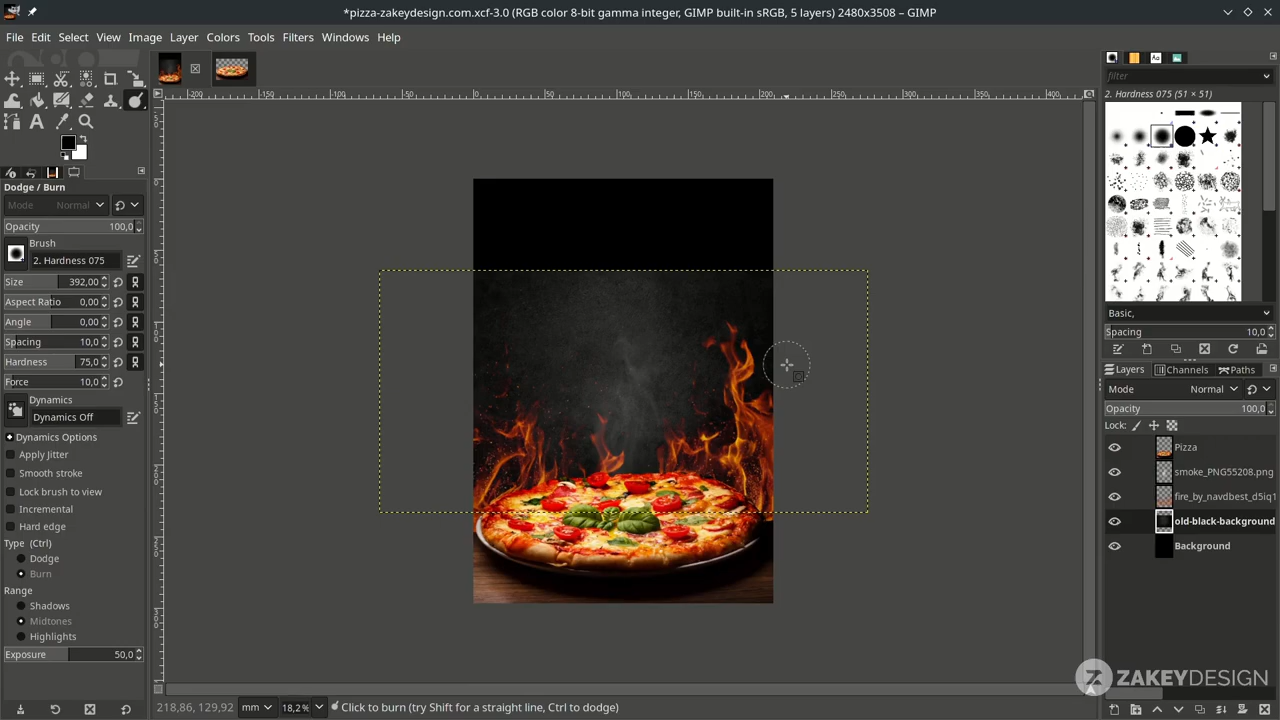 *pizza-zakeydesign.com.xcf-3.0 (RGB color 8-bit gamma integer, GIMP built-in sRGB, 5 layers) 2480x3508 – GIMP
File Edit Select View Image Layer Colors Tools Filters Windows Help
filter
2. Hardness 075 (51 × 51)
Dodge / Burn
Mode Normal
Opacity 100,0
Brush
2. Hardness 075
Size 392,00
Aspect Ratio 0,00
Angle 0,00
Spacing 10,0
Hardness 75,0
Force 10,0
Dynamics
Dynamics Off
Dynamics Options
Apply Jitter
Smooth stroke
Lock brush to view
Incremental
Hard edge
Type (Ctrl)
Dodge
Burn
Range
Shadows
Midtones
Highlights
Exposure 50,0
Basic,
Spacing 10,0
Layers Channels Paths
Mode Normal
Opacity 100,0
Lock:
Pizza
smoke_PNG55208.png
fire_by_navdbest_d5iq1
old-black-background
Background
218,86, 129,92 mm 18,2% Click to burn (try Shift for a straight line, Ctrl to dodge)
ZAKEYDESIGN